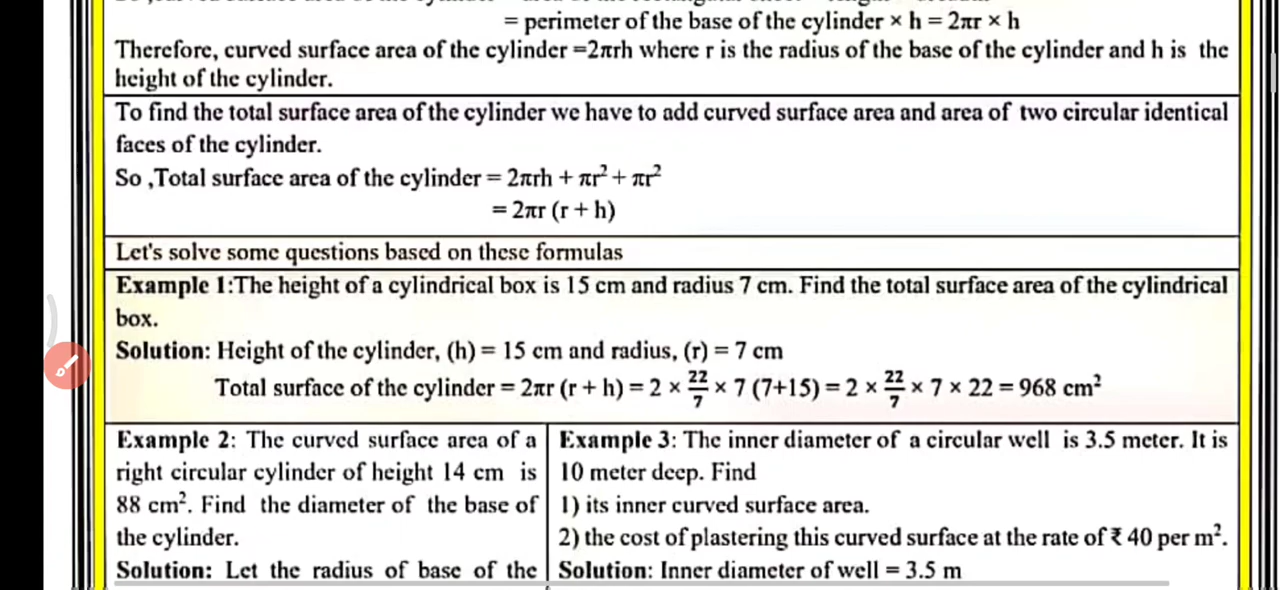 = perimeter of the base of the cylinder × h = 2πr × h
Therefore, curved surface area of the cylinder =2πrh where r is the radius of the base of the cylinder and h is the
height of the cylinder.
To find the total surface area of the cylinder we have to add curved surface area and area of two circular identical
faces of the cylinder.
So ,Total surface area of the cylinder = 2πrh + πr² + πr²
= 2πr (r + h)
Let's solve some questions based on these formulas
Example 1:The height of a cylindrical box is 15 cm and radius 7 cm. Find the total surface area of the cylindrical
box.
Solution: Height of the cylinder, (h) = 15 cm and radius, (r) = 7 cm
Total surface of the cylinder = 2πr (r + h) = 2 × 22/7 × 7 (7+15) = 2 × 22/7 × 7 × 22 = 968 cm²
Example 2: The curved surface area of a
right circular cylinder of height 14 cm is
88 cm². Find the diameter of the base of
the cylinder.
Solution: Let the radius of base of the
Example 3: The inner diameter of a circular well is 3.5 meter. It is
10 meter deep. Find
1) its inner curved surface area.
2) the cost of plastering this curved surface at the rate of ₹ 40 per m².
Solution: Inner diameter of well = 3.5 m